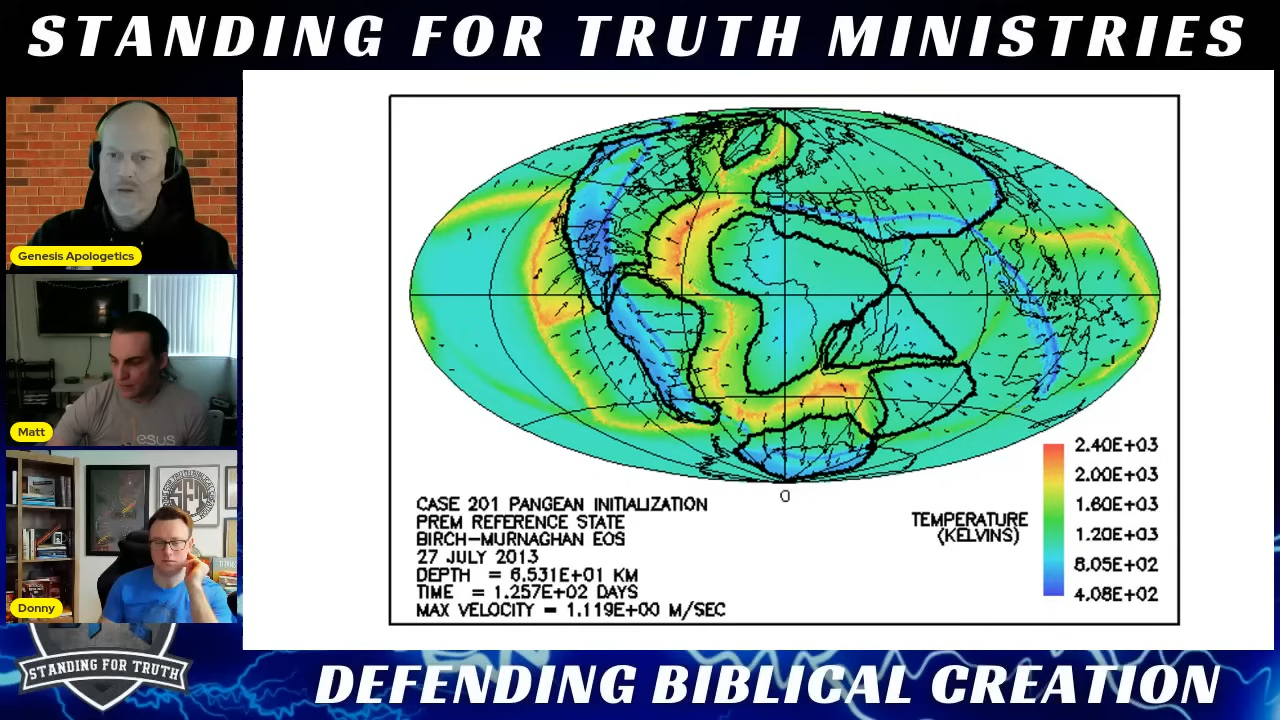 STANDING FOR TRUTH MINISTRIES
Genesis Apologetics
Matt
esus
Donny
SFT
STANDING FOR TRUTH
0
CASE 201 PANGEAN INITIALIZATION
PREM REFERENCE STATE
BIRCH-MURNAGHAN EOS
27 JULY 2013
DEPTH = 6.531E+01 KM
TIME = 1.257E+02 DAYS
MAX VELOCITY = 1.119E+00 M/SEC
TEMPERATURE
(KELVINS)
2.40E+03
2.00E+03
1.60E+03
1.20E+03
8.05E+02
4.08E+02
DEFENDING BIBLICAL CREATION